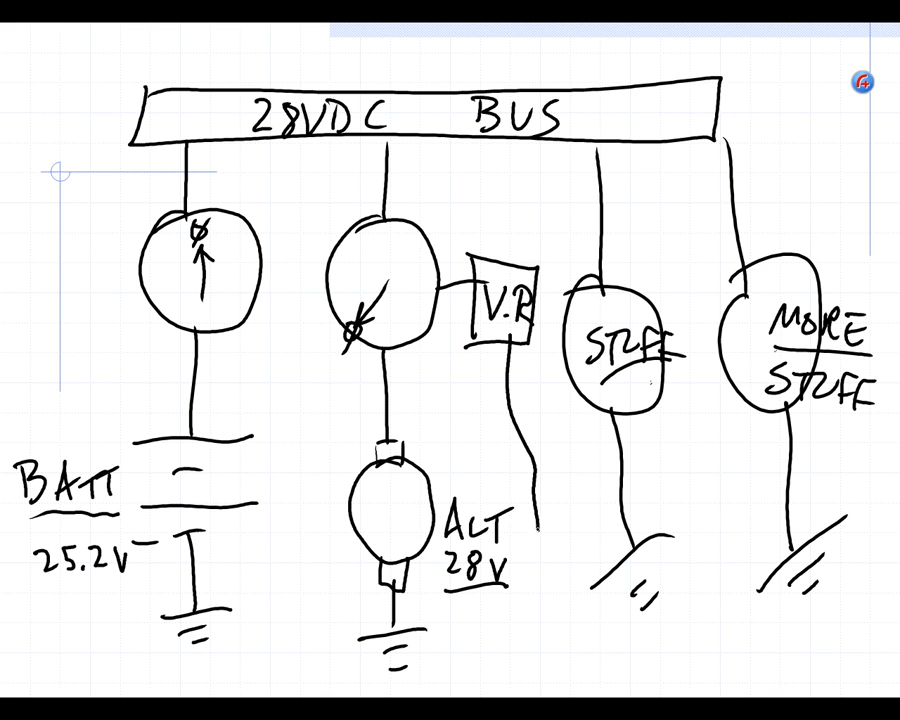 28VDC BUS
V.R
STUFF
MORE
STUFF
BATT
25.2V
ALT
28V